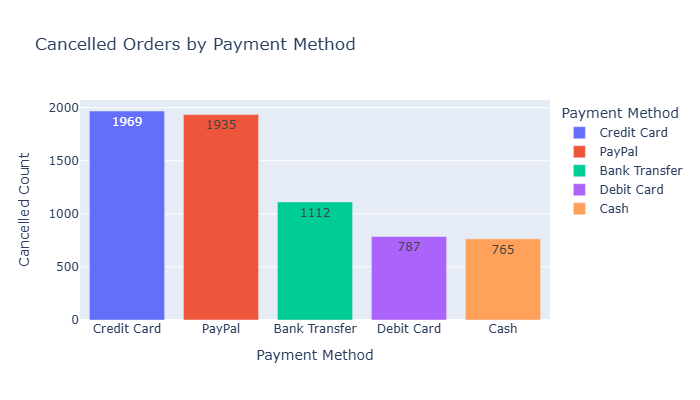 Cancelled Orders by Payment Method
Cancelled Count
2000
1500
1000
500
0
1969
1935
1112
787
765
Credit Card
PayPal
Bank Transfer
Debit Card
Cash
Payment Method
Payment Method
Credit Card
PayPal
Bank Transfer
Debit Card
Cash